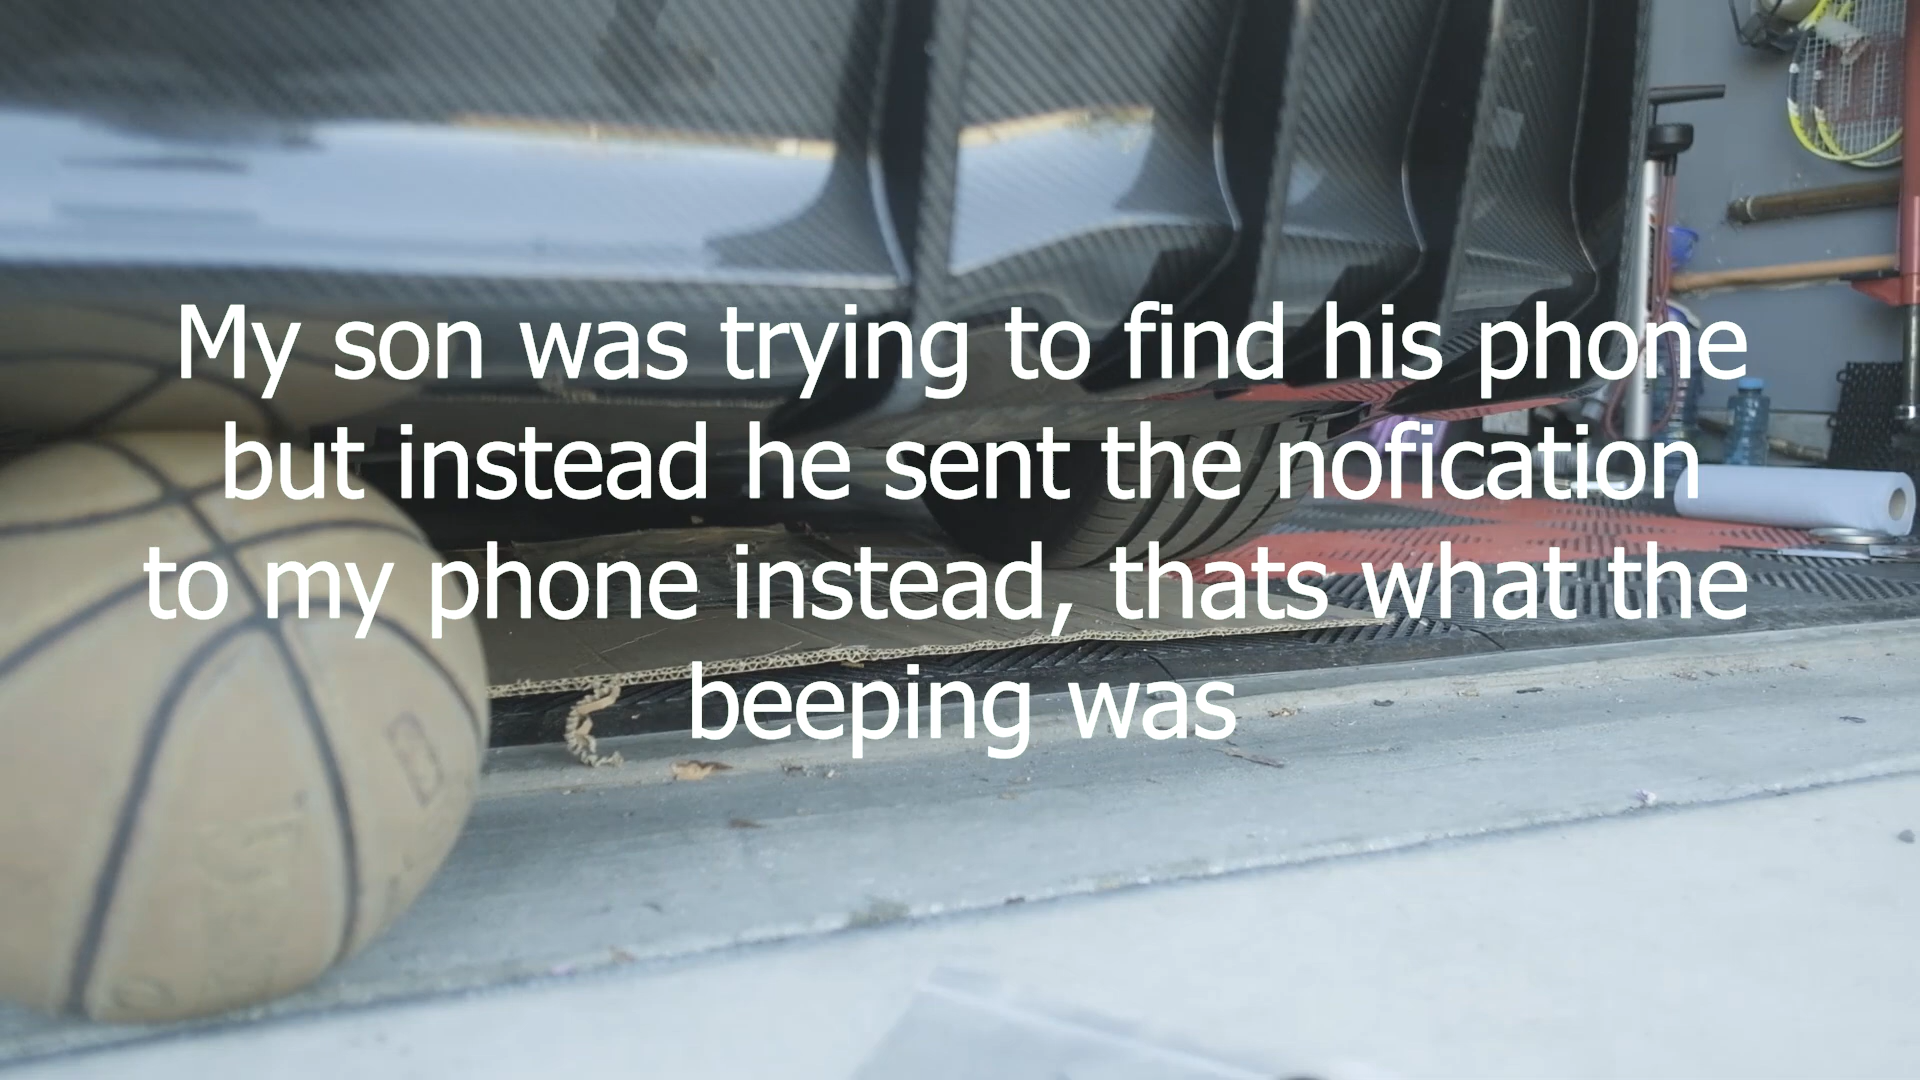 My son was trying to find his phone
but instead he sent the nofication
to my phone instead, thats what the
beeping was